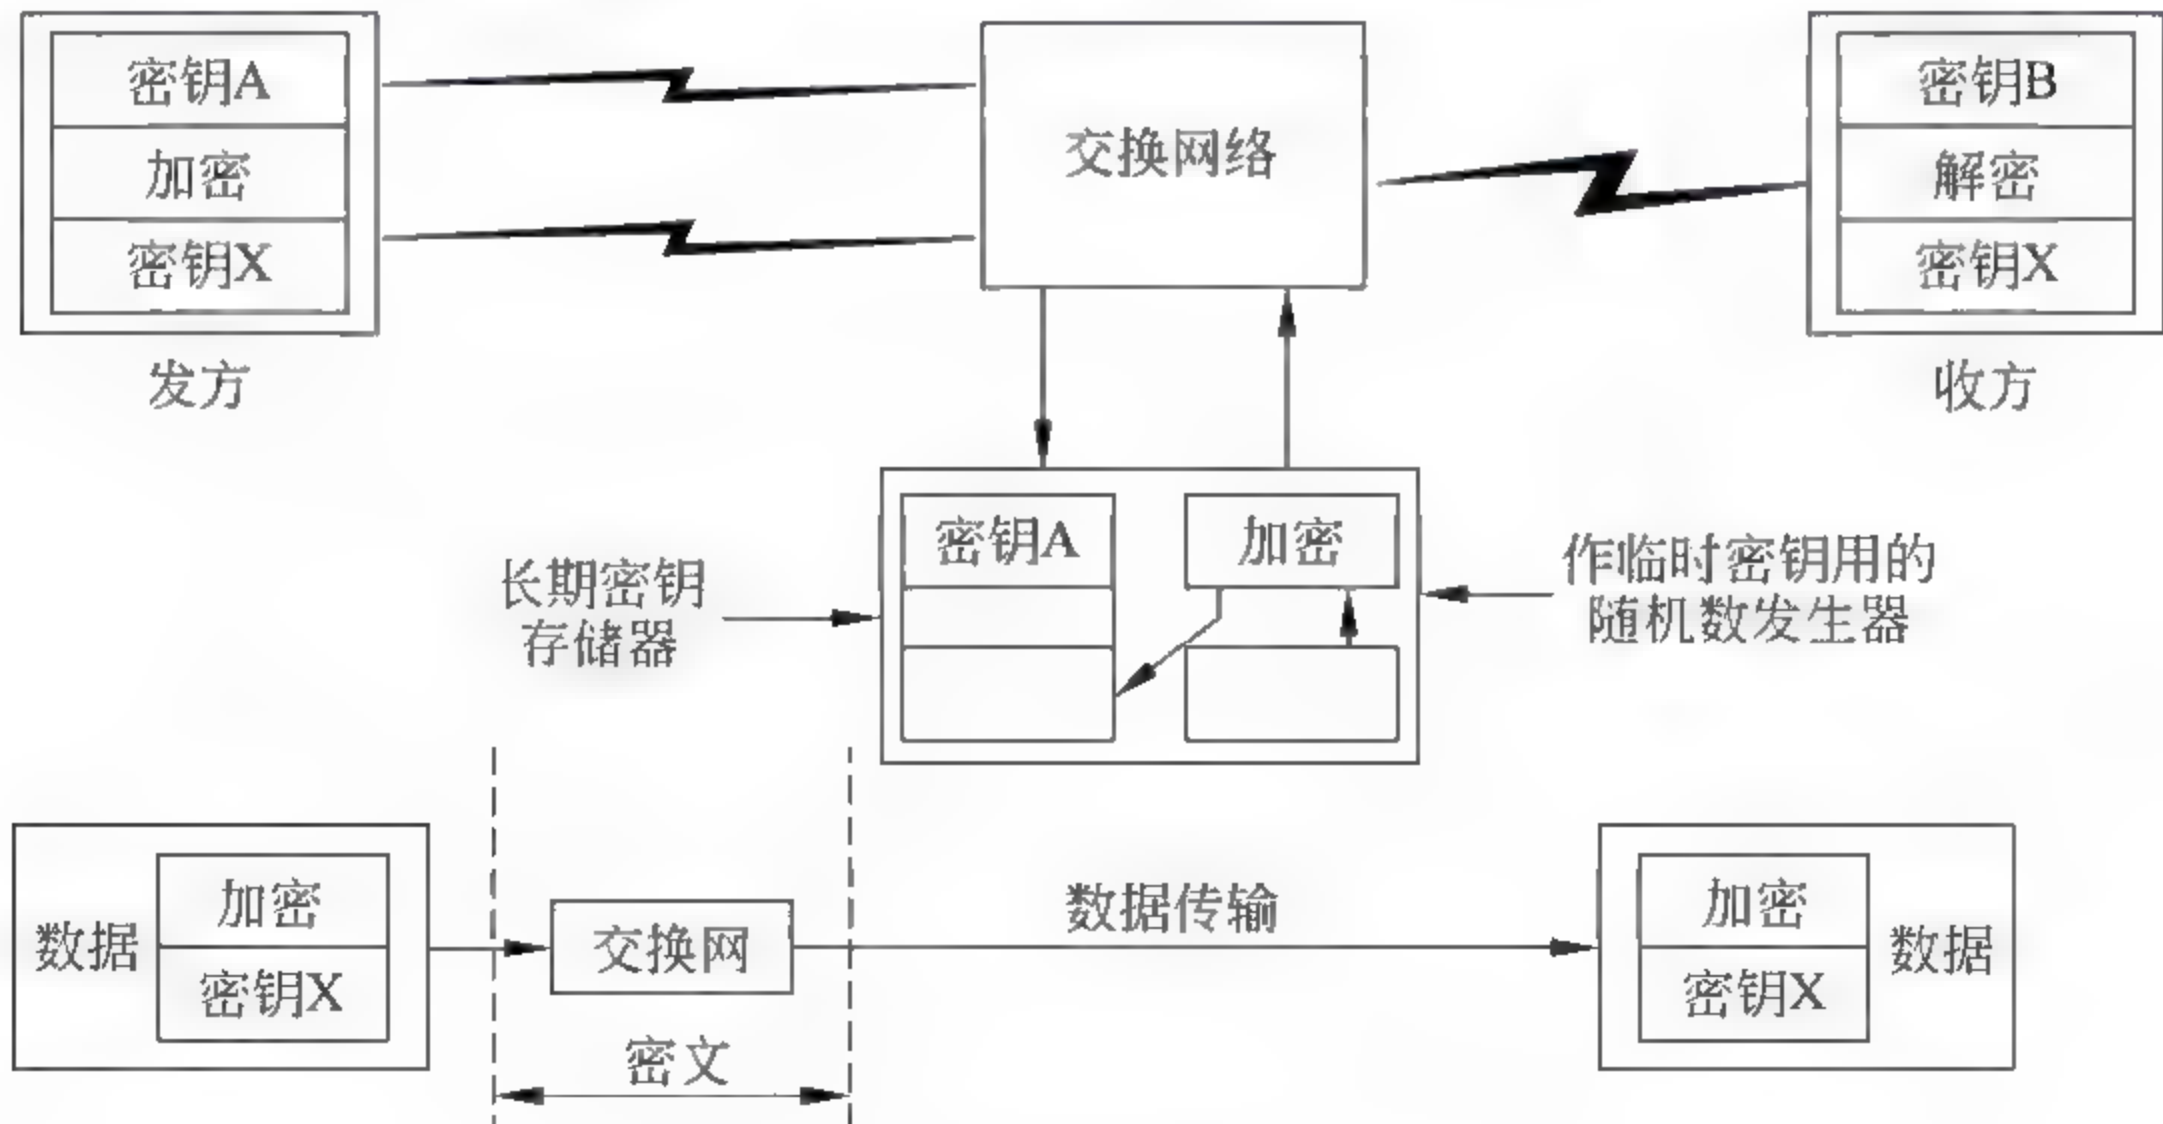 密钥A
加密
密钥X
发方
交换网络
密钥B
解密
密钥X
收方
长期密钥
存储器
密钥A
加密
作临时密钥用的
随机数发生器
数据
加密
密钥X
交换网
密文
数据传输
加密
密钥X
数据